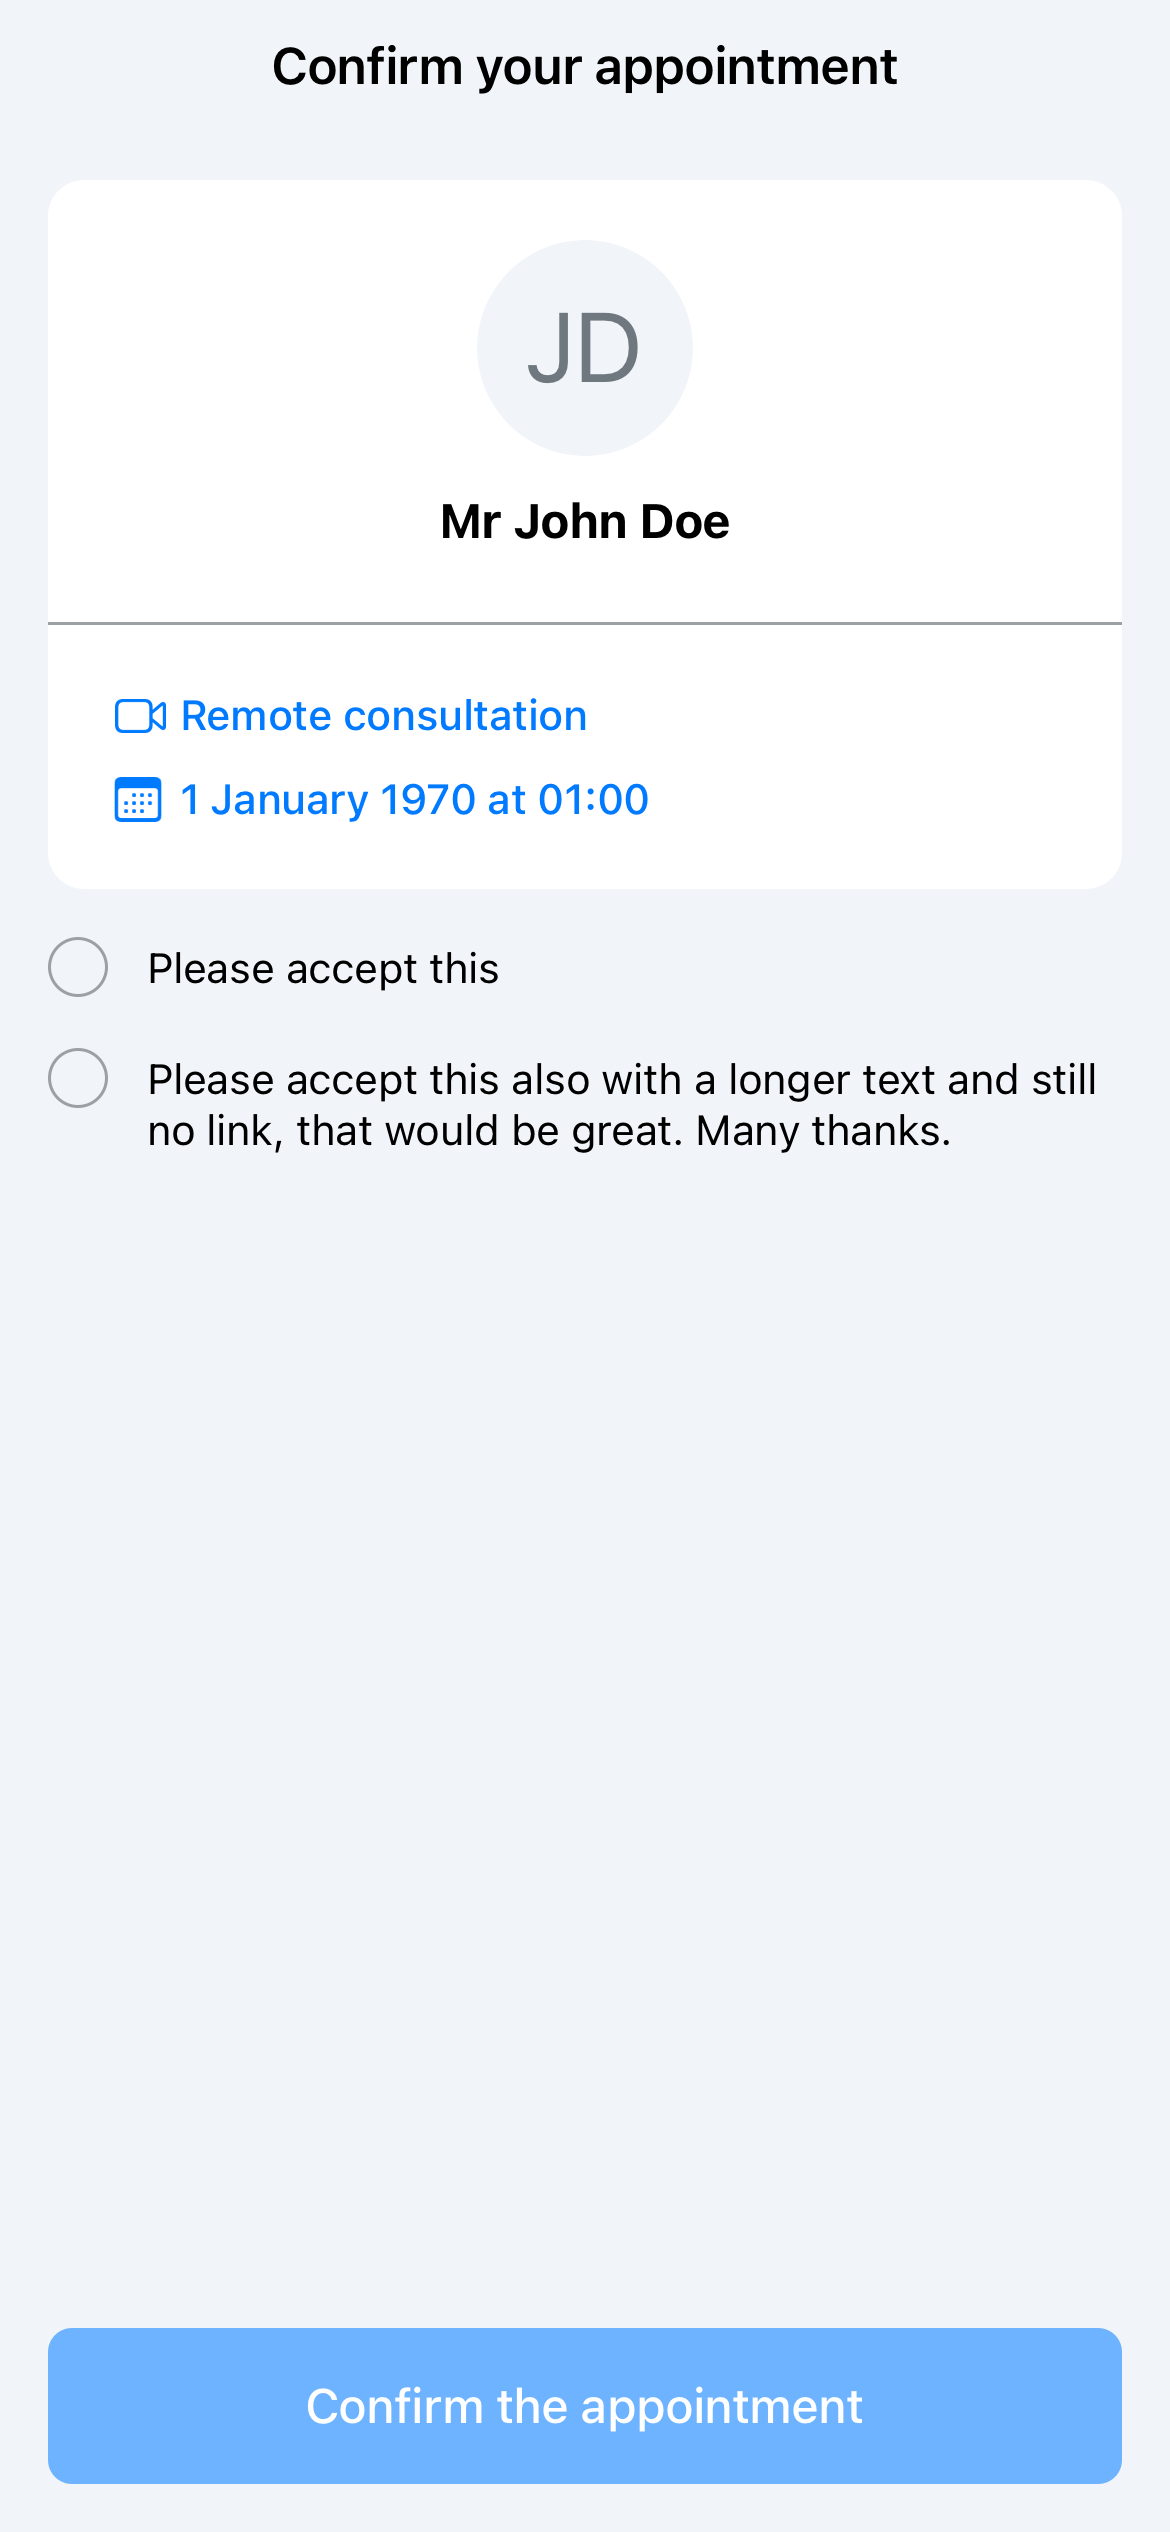 Confirm your appointment
JD
Mr John Doe
Remote consultation
1 January 1970 at 01:00
Please accept this
Please accept this also with a longer text and still
no link, that would be great. Many thanks.
Confirm the appointment